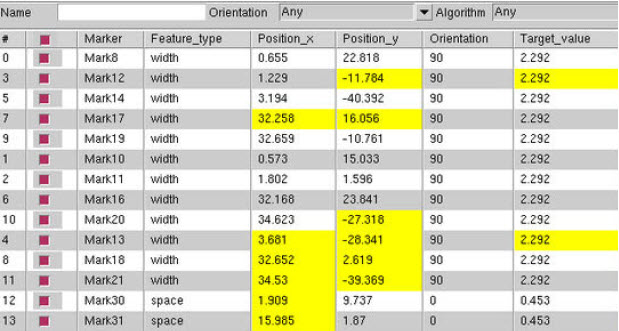 Name Orientation Any Algorithm Any
# Marker Feature_type Position_x Position_y Orientation Target_value
0 Mark8 width 0.655 22.818 90 2.292
3 Mark12 width 1.229 -11.784 90 2.292
5 Mark14 width 3.194 -40.392 90 2.292
7 Mark17 width 32.258 16.056 90 2.292
9 Mark19 width 32.659 -10.761 90 2.292
1 Mark10 width 0.573 15.033 90 2.292
2 Mark11 width 1.802 1.596 90 2.292
6 Mark16 width 32.168 23.841 90 2.292
10 Mark20 width 34.623 -27.318 90 2.292
4 Mark13 width 3.681 -28.341 90 2.292
8 Mark18 width 32.652 2.619 90 2.292
11 Mark21 width 34.53 -39.369 90 2.292
12 Mark30 space 1.909 9.737 0 0.453
13 Mark31 space 15.985 1.87 0 0.453